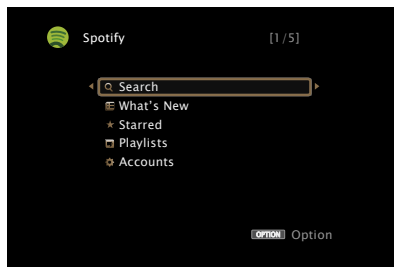 Spotify [1/5]
Search
What's New
Starred
Playlists
Accounts
OPTION Option